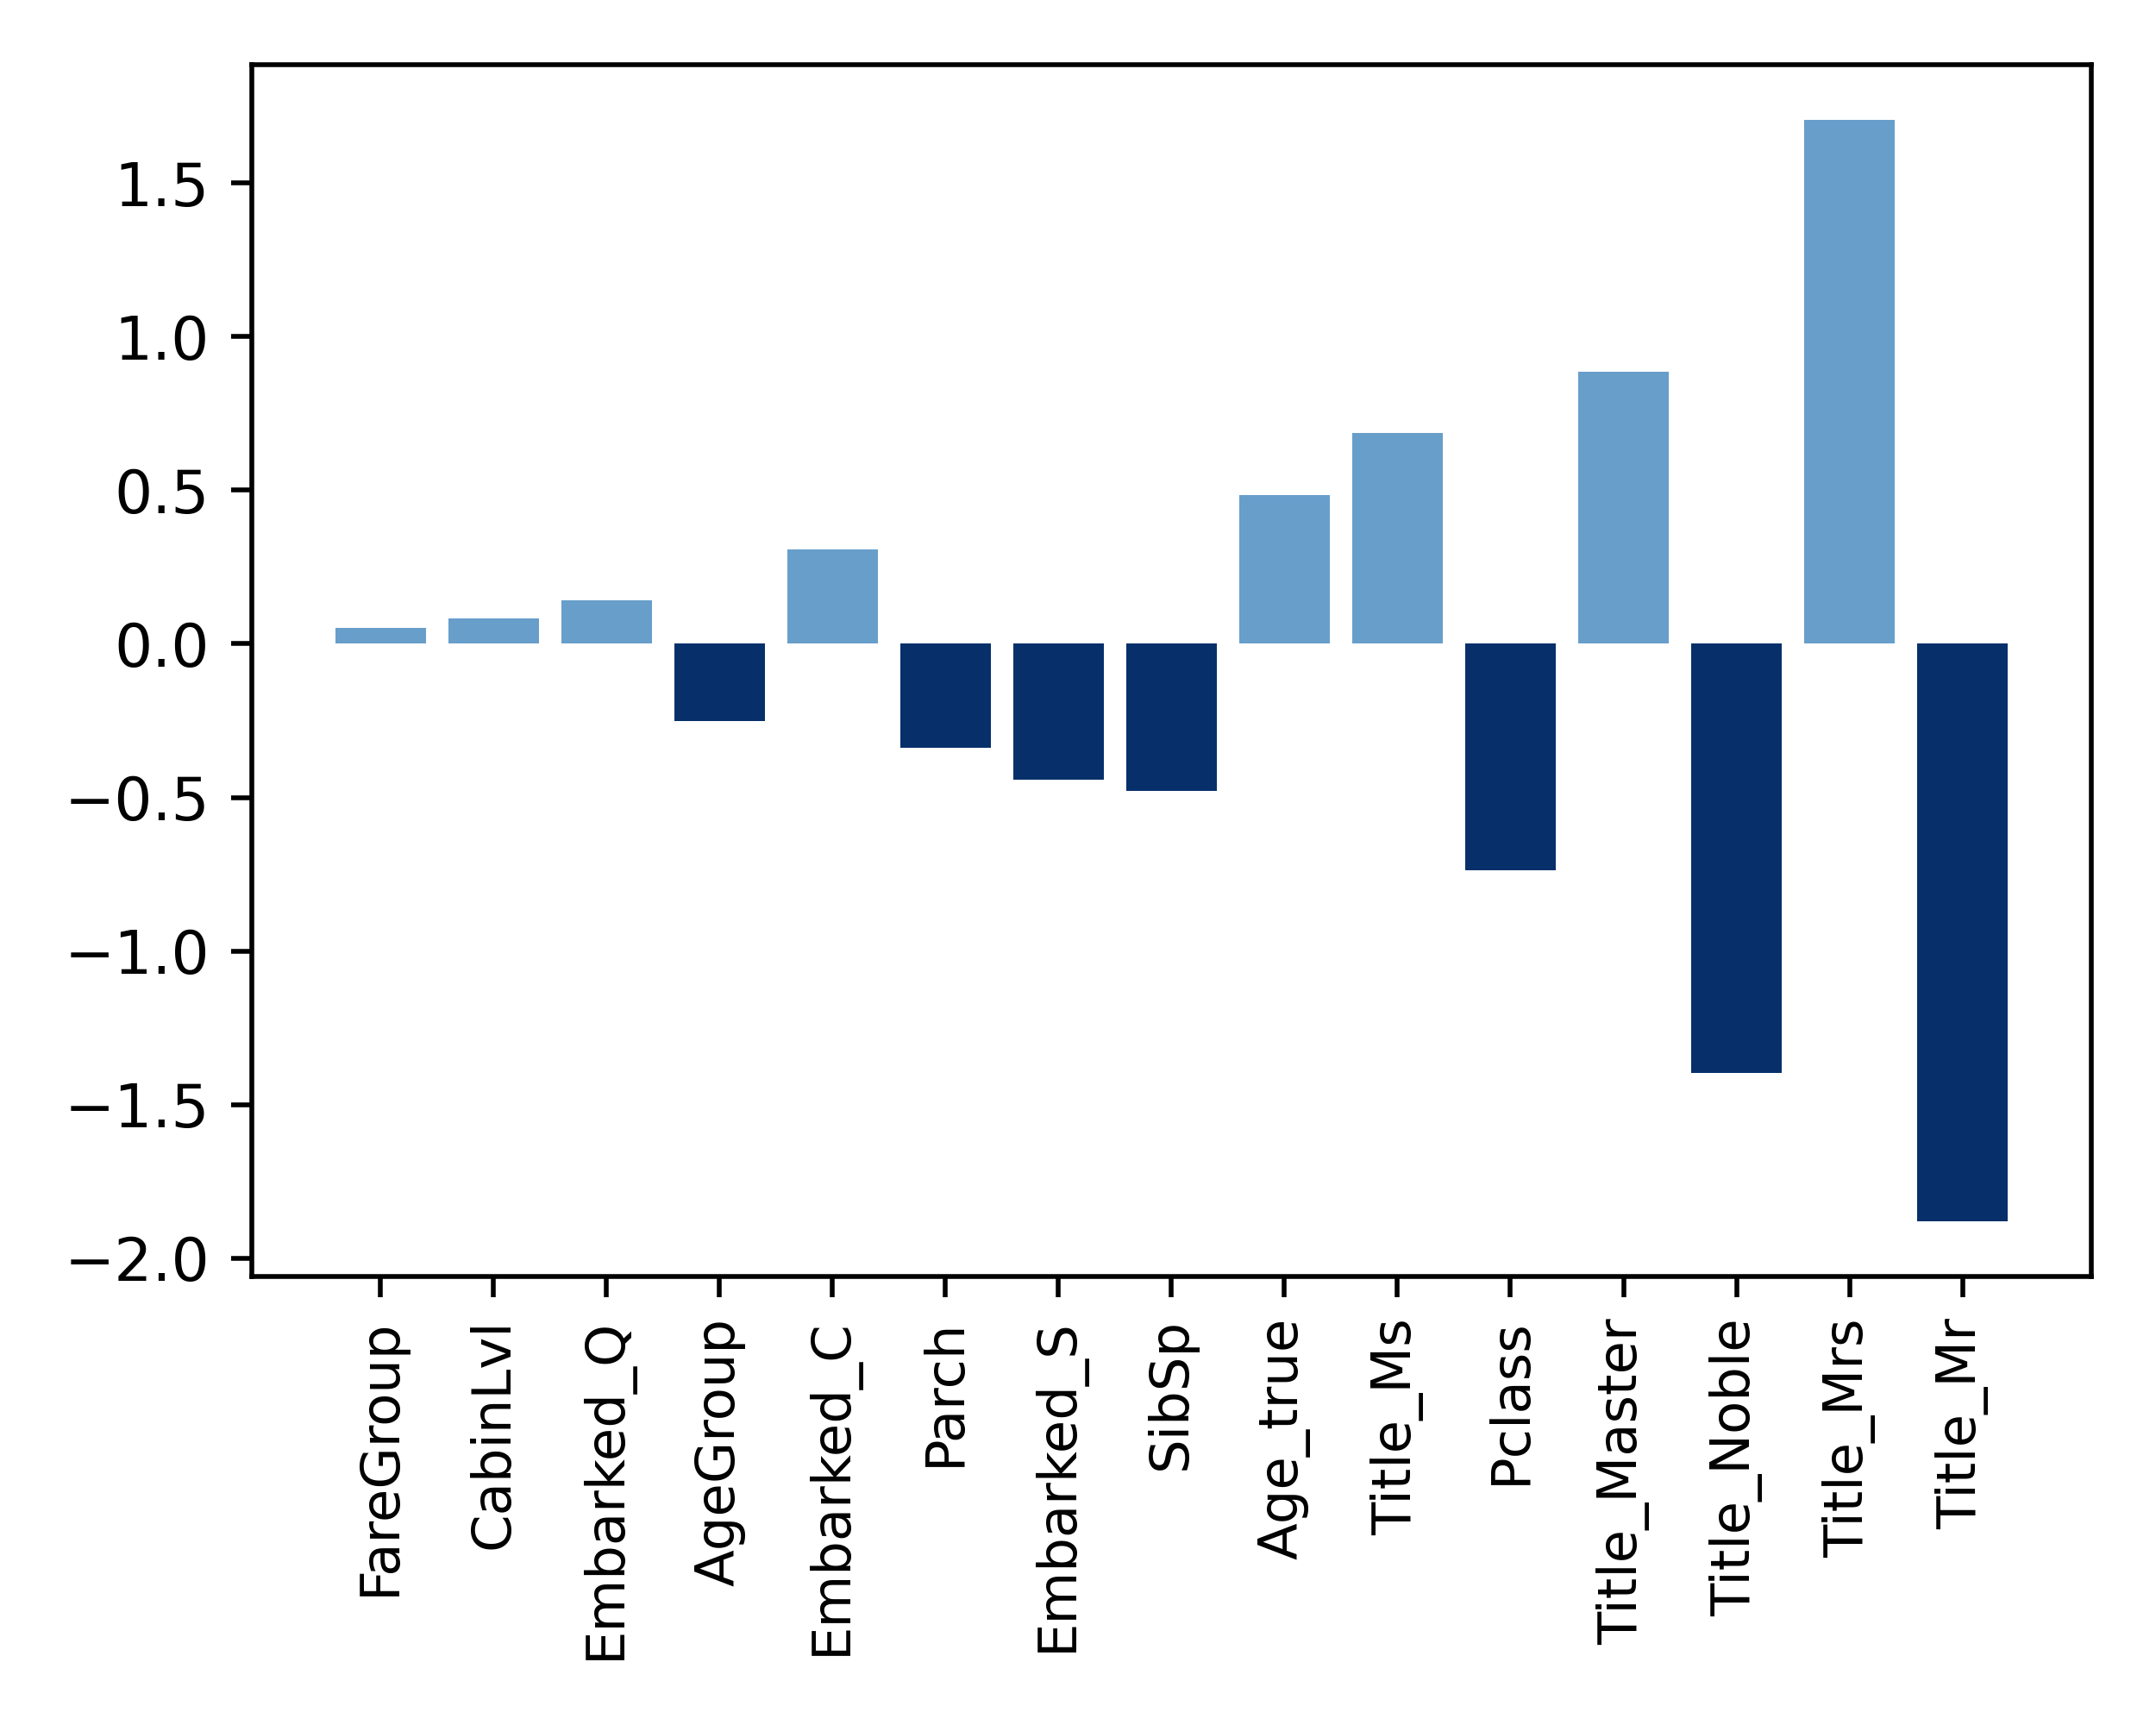 1.5
1.0
0.5
0.0
−0.5
−1.0
−1.5
−2.0
FareGroup
CabinLvl
Embarked_Q
AgeGroup
Embarked_C
Parch
Embarked_S
SibSp
Age_true
Title_Ms
Pclass
Title_Master
Title_Noble
Title_Mrs
Title_Mr